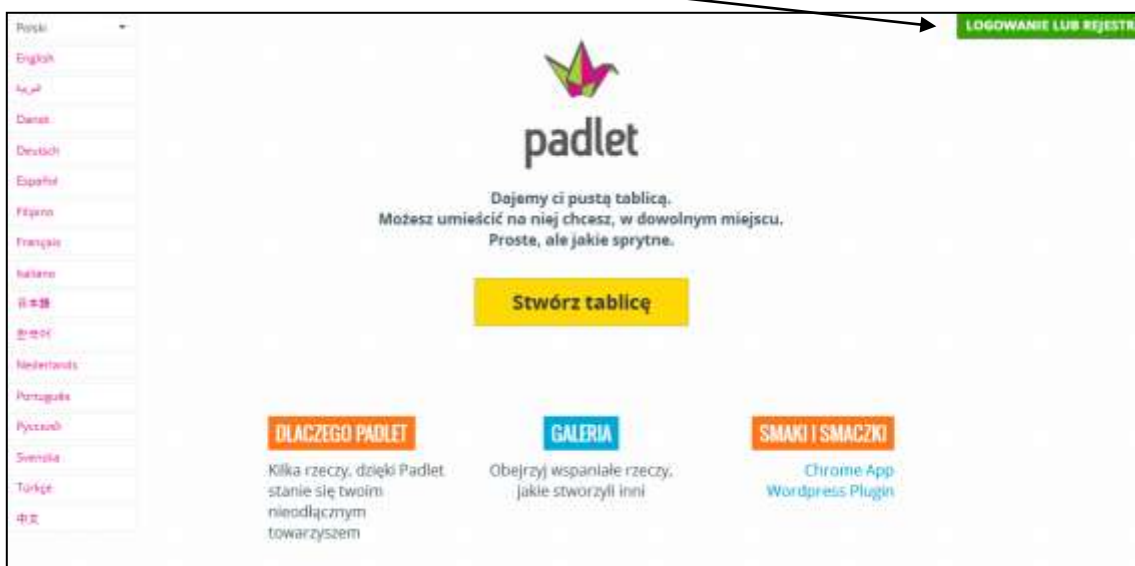 Polski
English
العربية
Dansk
Deutsch
Español
Filipino
Français
Italiano
日本語
한국어
Nederlands
Português
Русский
Svenska
Türkçe
中文
LOGOWANIE LUB REJESTR
padlet
Dajemy ci pustą tablicą.
Możesz umieścić na niej chcesz, w dowolnym miejscu.
Proste, ale jakie sprytne.
Stwórz tablicę
DLACZEGO PADLET
Kilka rzeczy, dzięki Padlet
stanie się twoim
nieodłącznym
towarzyszem
GALERIA
Obejrzyj wspaniałe rzeczy,
jakie stworzyli inni
SMAKI I SMACZKI
Chrome App
Wordpress Plugin